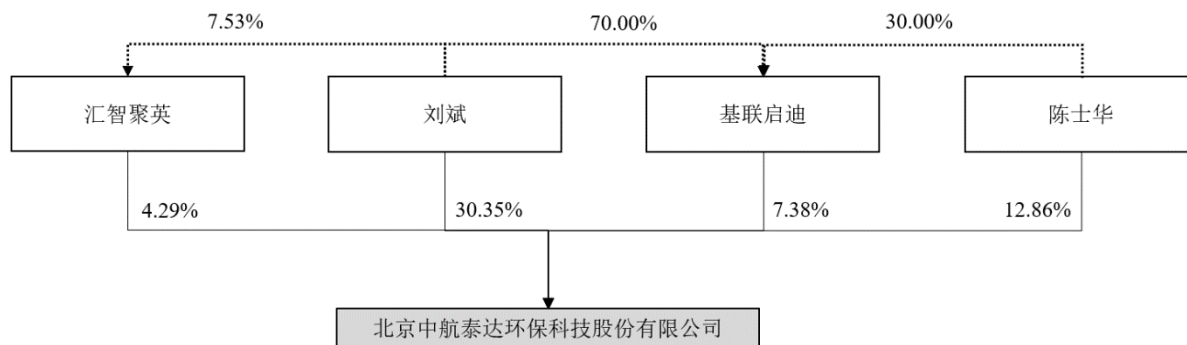 7.53%
70.00%
30.00%
汇智聚英
刘斌
基联启迪
陈士华
4.29%
30.35%
7.38%
12.86%
北京中航泰达环保科技股份有限公司